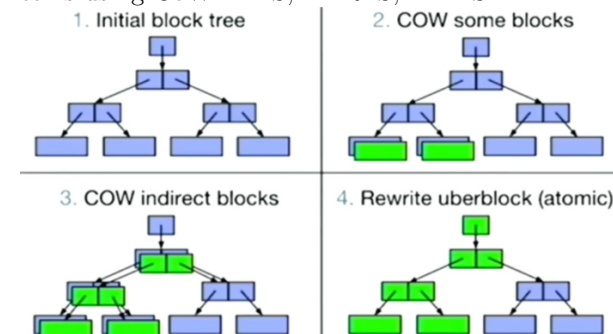 1. Initial block tree
2. COW some blocks
3. COW indirect blocks
4. Rewrite uberblock (atomic)